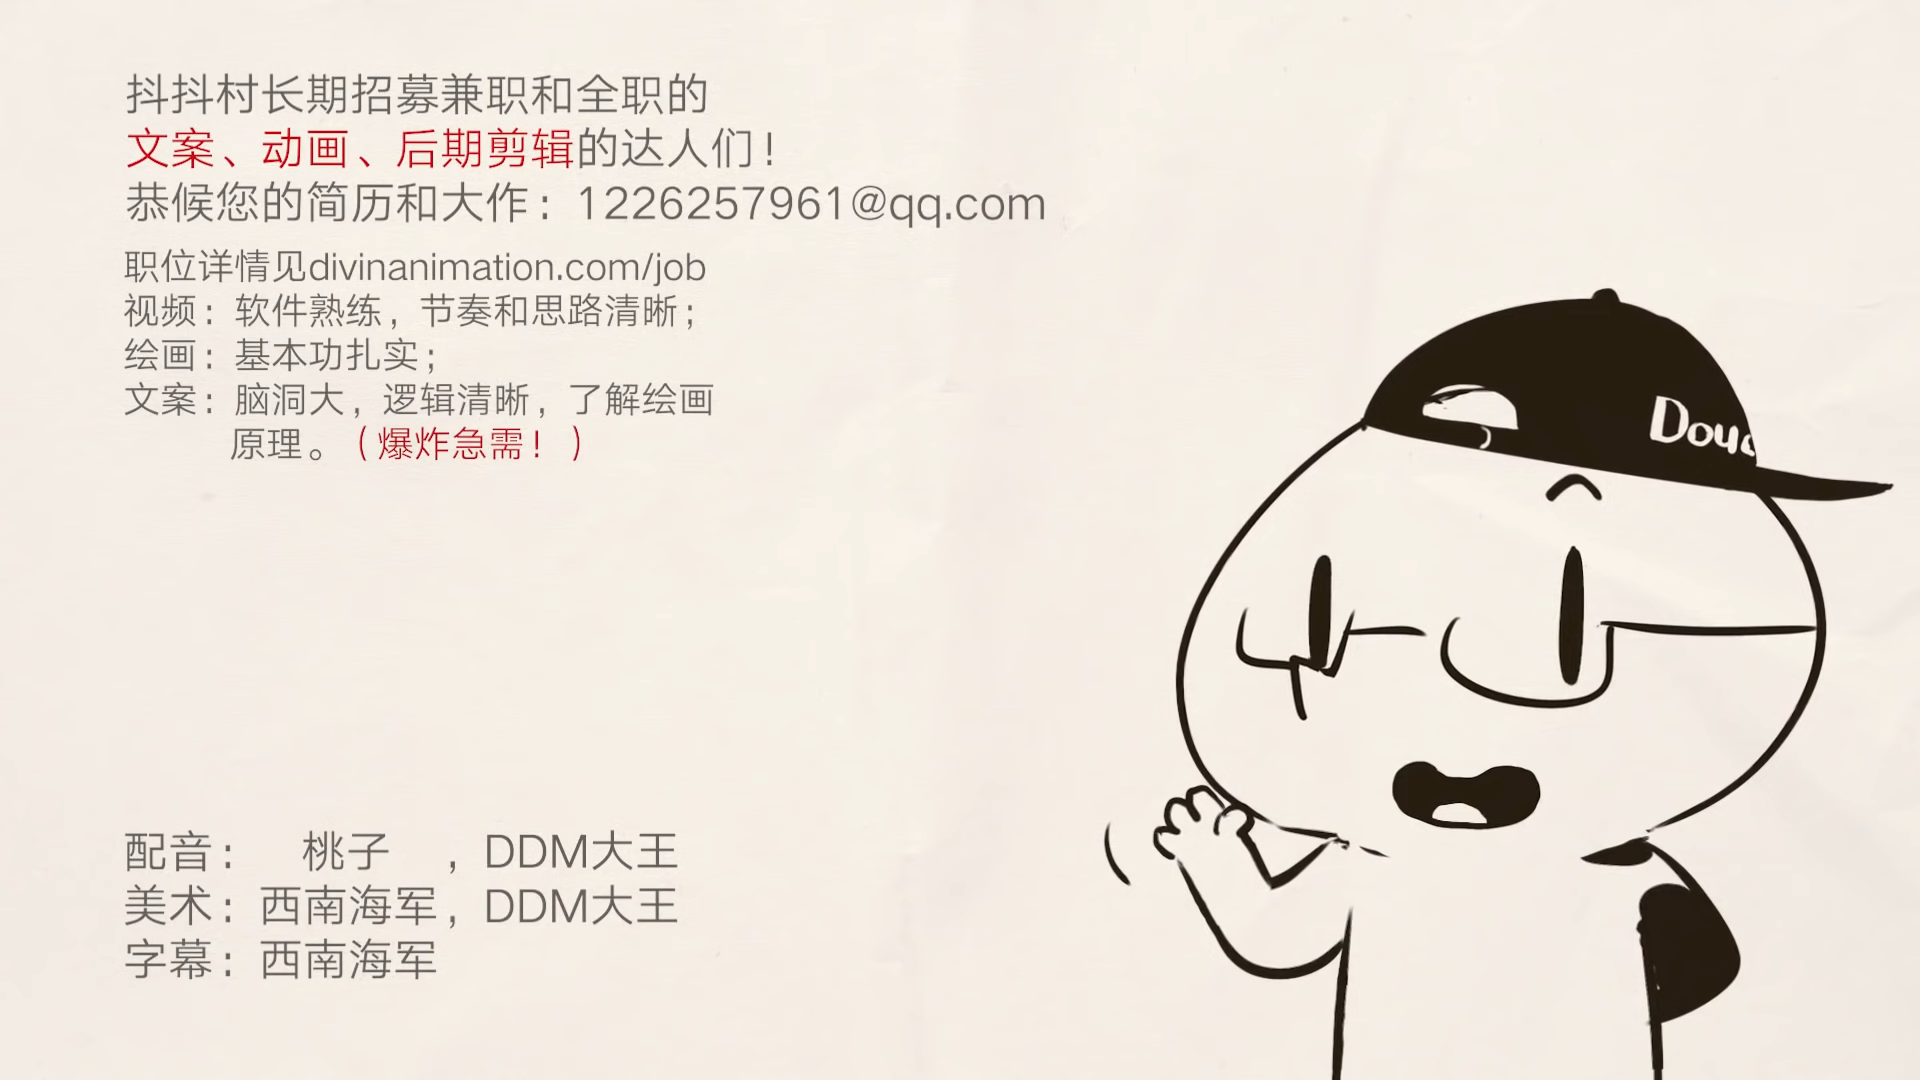 抖抖村长期招募兼职和全职的
文案、动画、后期剪辑的达人们！
恭候您的简历和大作：1226257961@qq.com
职位详情见divinanimation.com/job
视频：软件熟练，节奏和思路清晰；
绘画：基本功扎实；
文案：脑洞大，逻辑清晰，了解绘画
原理。（爆炸急需！）
配音： 桃子 ，DDM大王
美术：西南海军，DDM大王
字幕：西南海军